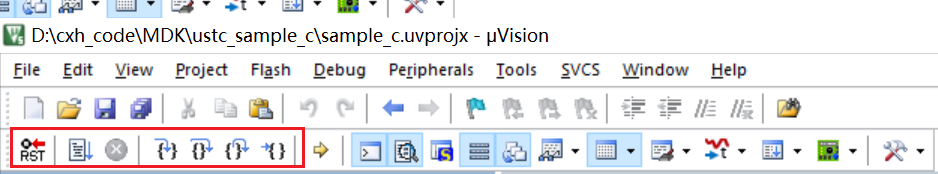 D:\cxh_code\MDK\ustc_sample_c\sample_c.uvprojx - µVision
File Edit View Project Flash Debug Peripherals Tools SVCS Window Help
RST